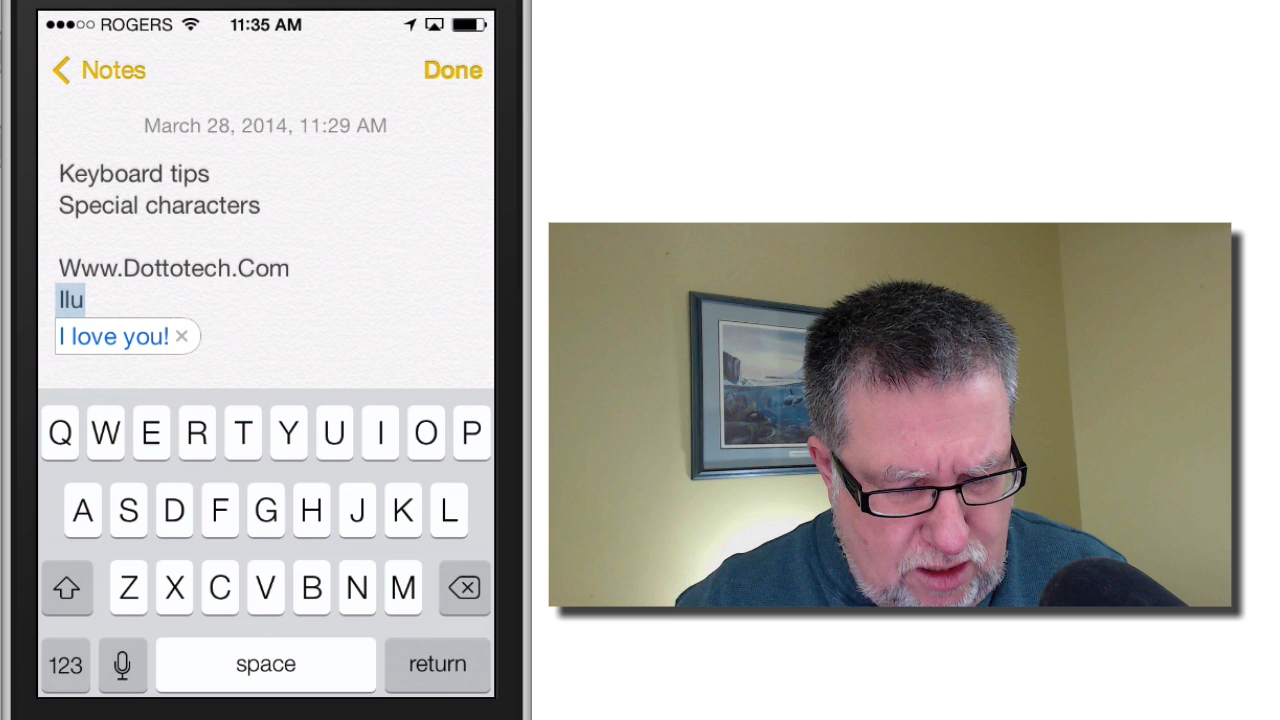 ROGERS 11:35 AM
Notes Done
March 28, 2014, 11:29 AM
Keyboard tips
Special characters
Www.Dottotech.Com
Ilu
I love you! ×
Q W E R T Y U I O P
A S D F G H J K L
Z X C V B N M
123 space return